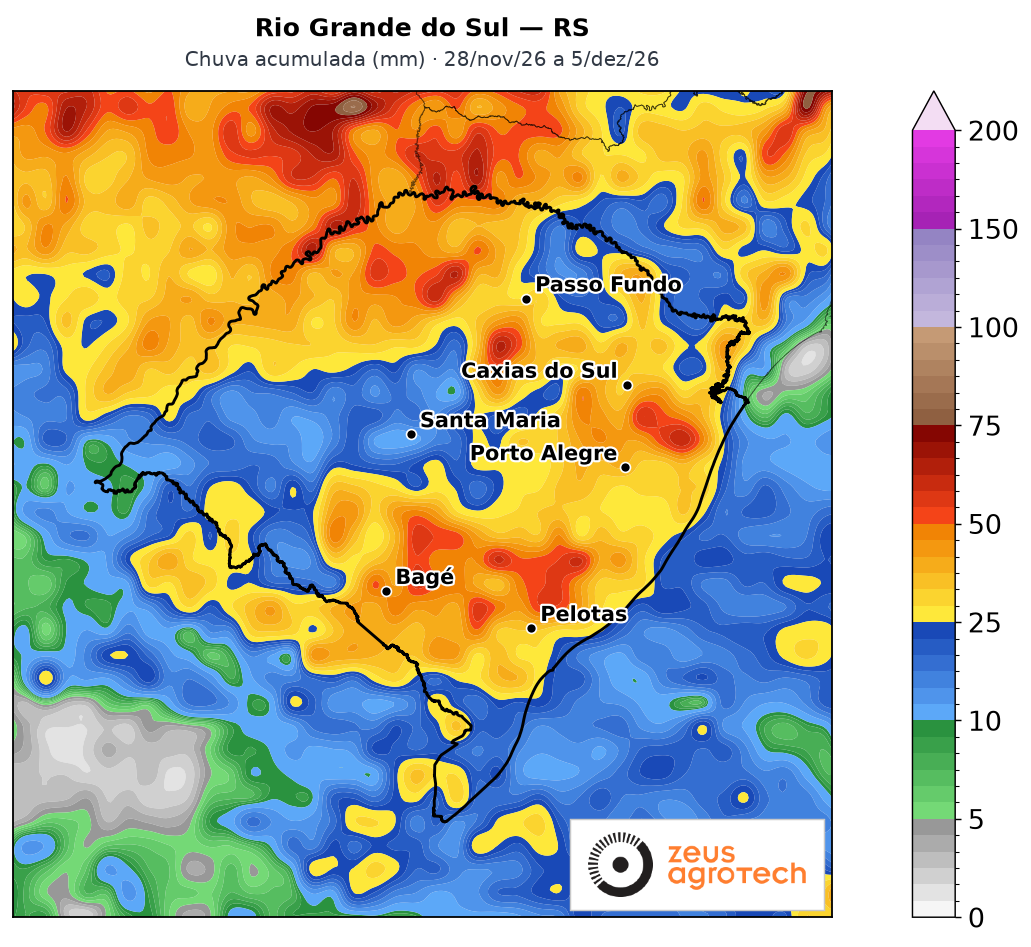 Rio Grande do Sul — RS
Chuva acumulada (mm) · 28/nov/26 a 5/dez/26
Passo Fundo
Caxias do Sul
Santa Maria
Porto Alegre
Bagé
Pelotas
zeus
agrotech
200
150
100
75
50
25
10
5
0